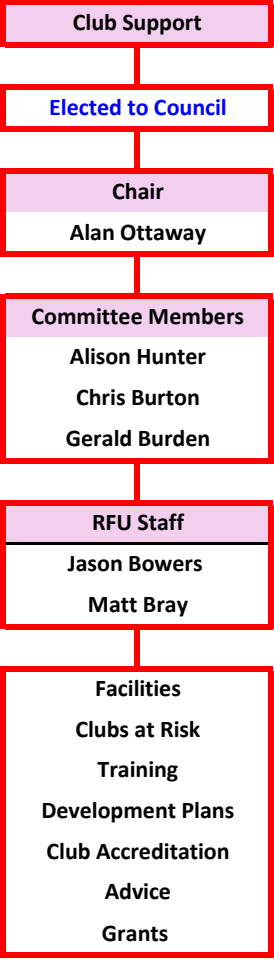 Club Support
Elected to Council
Chair
Alan Ottaway
Committee Members
Alison Hunter
Chris Burton
Gerald Burden
RFU Staff
Jason Bowers
Matt Bray
Facilities
Clubs at Risk
Training
Development Plans
Club Accreditation
Advice
Grants